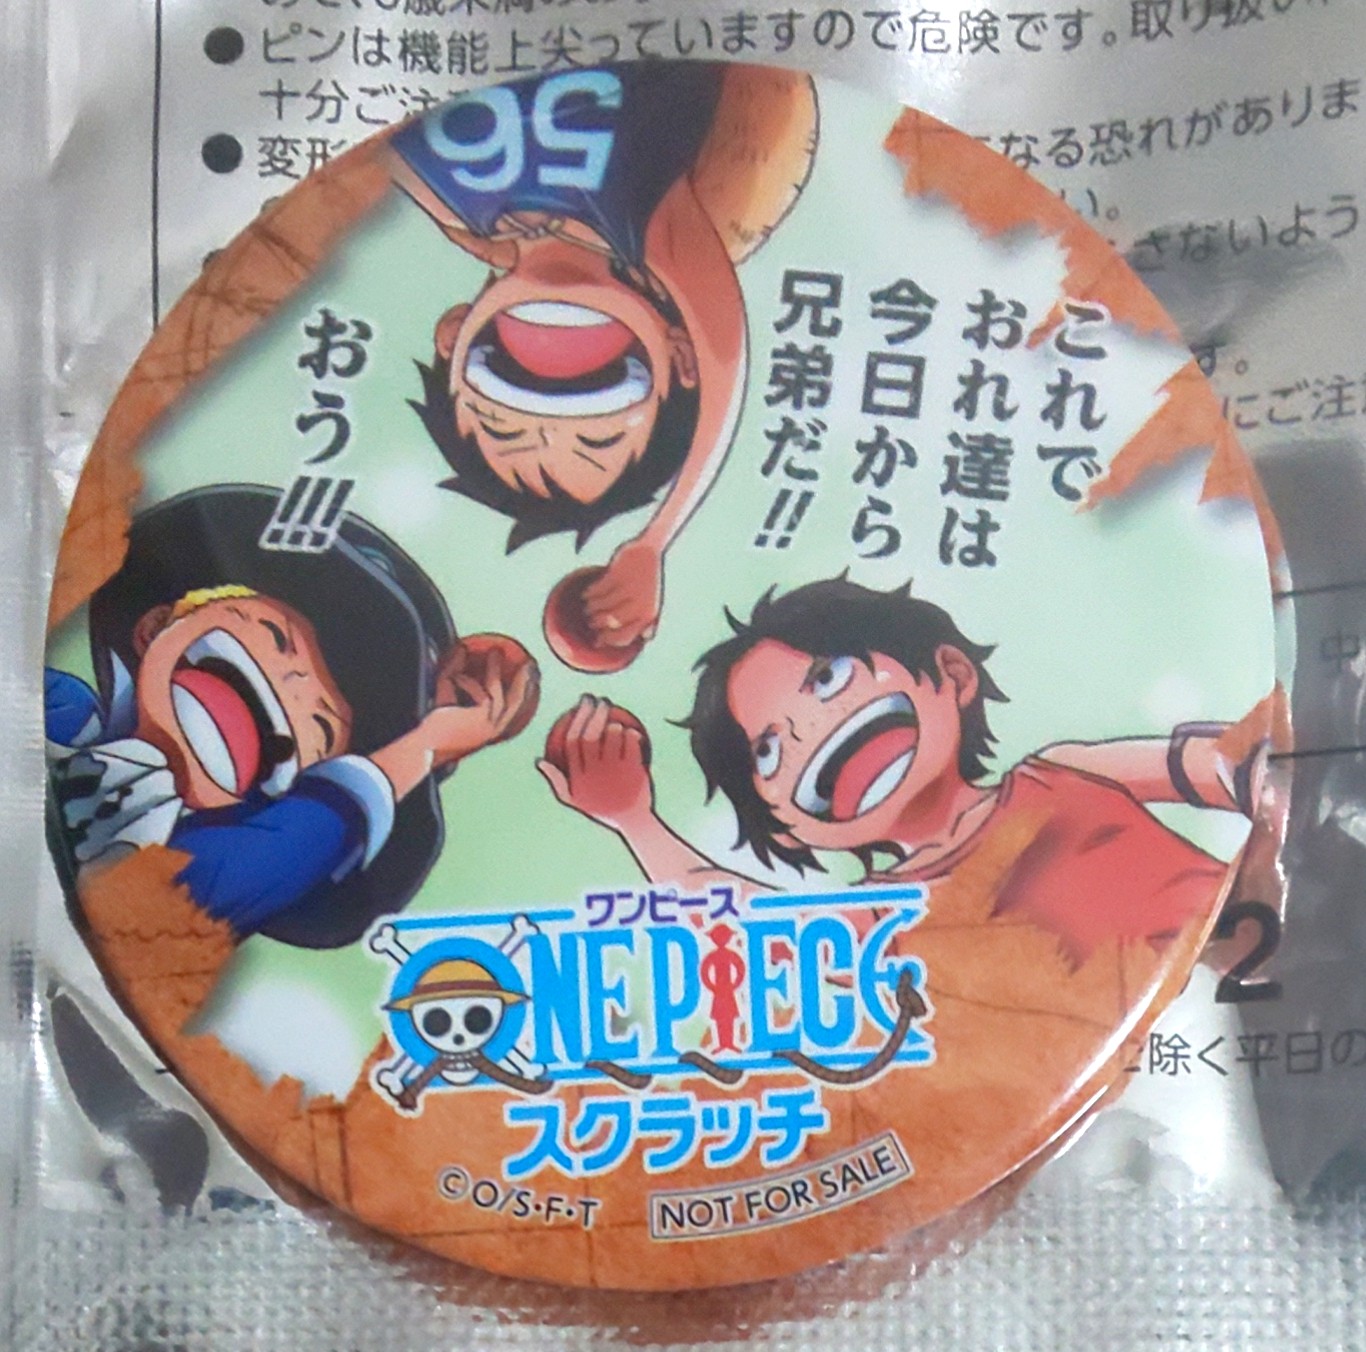 ピンは機能上尖っていますので危険です。取り扱い
十分ご注
変形
なる恐れがありま
い。
さないよう
す。
にご注
56
これで
おれ達は
今日から
兄弟だ!!
おう!!!
ワンピース
ONE PIECE
スクラッチ
©O/S・F・T
NOT FOR SALE
2
除く平日の